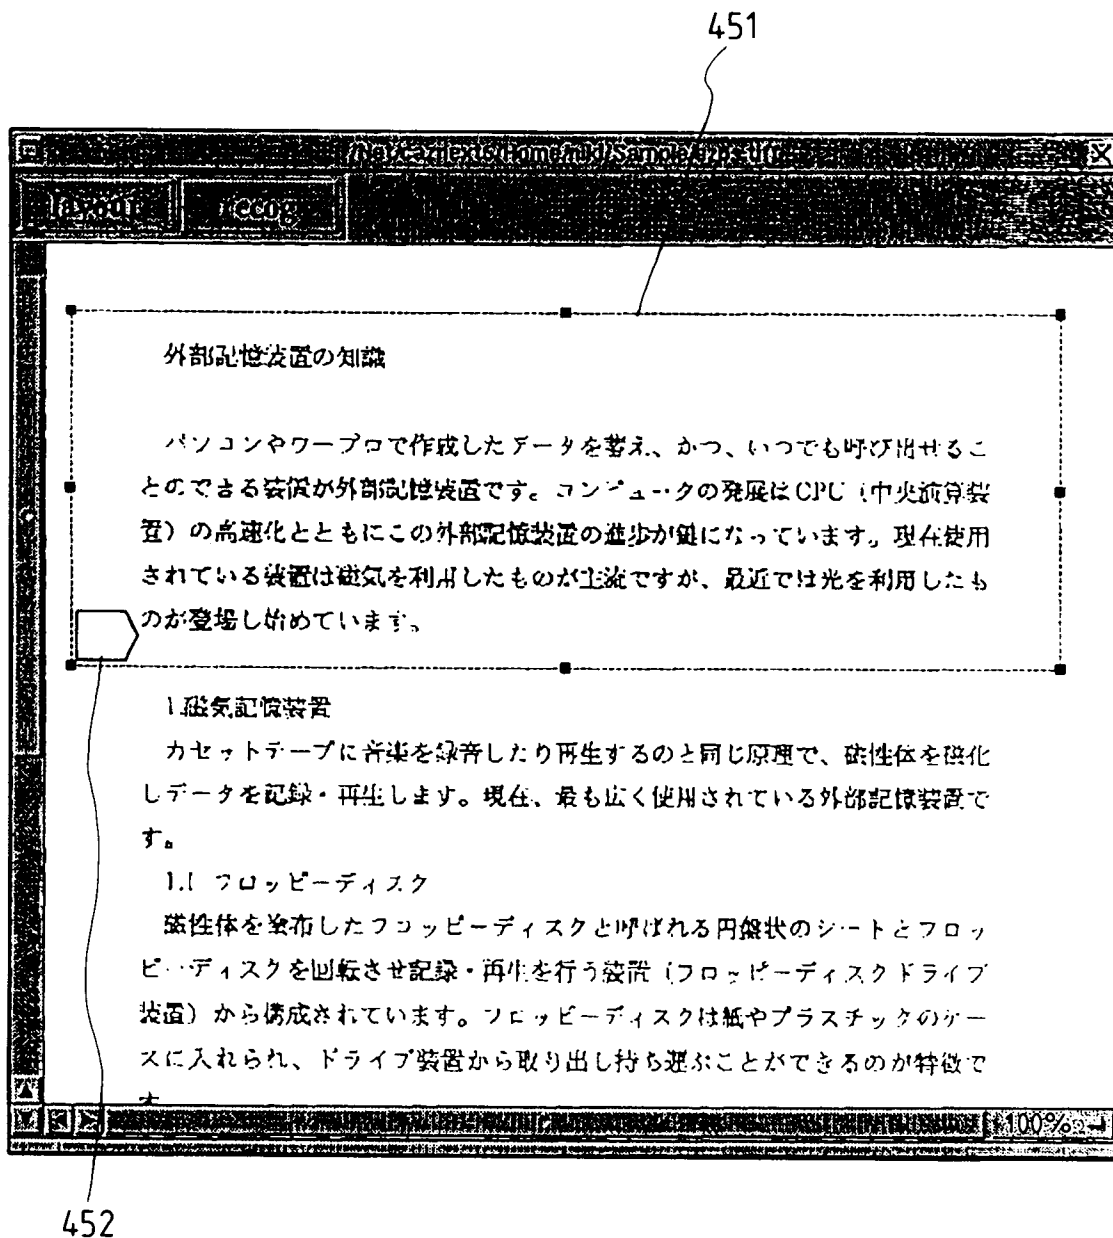 451
layout
recog
外部記憶装置の知識
パソコンやワープロで作成したデータを蓄え、かつ、いつでも呼び出せるこ
とのできる装置が外部記憶装置です。コンピュータの発展はCPU（中央演算装
置）の高速化とともにこの外部記憶装置の進歩が鍵になっています。現在使用
されている装置は磁気を利用したものが主流ですが、最近では光を利用したも
のが登場し始めています。
1.磁気記憶装置
カセットテープに音楽を録音したり再生するのと同じ原理で、磁性体を磁化
しデータを記録・再生します。現在、最も広く使用されている外部記憶装置で
す。
1.1 フロッピーディスク
磁性体を塗布したフロッピーディスクと呼ばれる円盤状のシートとフロッ
ピーディスクを回転させ記録・再生を行う装置（フロッピーディスクドライブ
装置）から構成されています。フロッピーディスクは紙やプラスチックのケー
スに入れられ、ドライブ装置から取り出し持ち運ぶことができるのが特徴で
100%
452